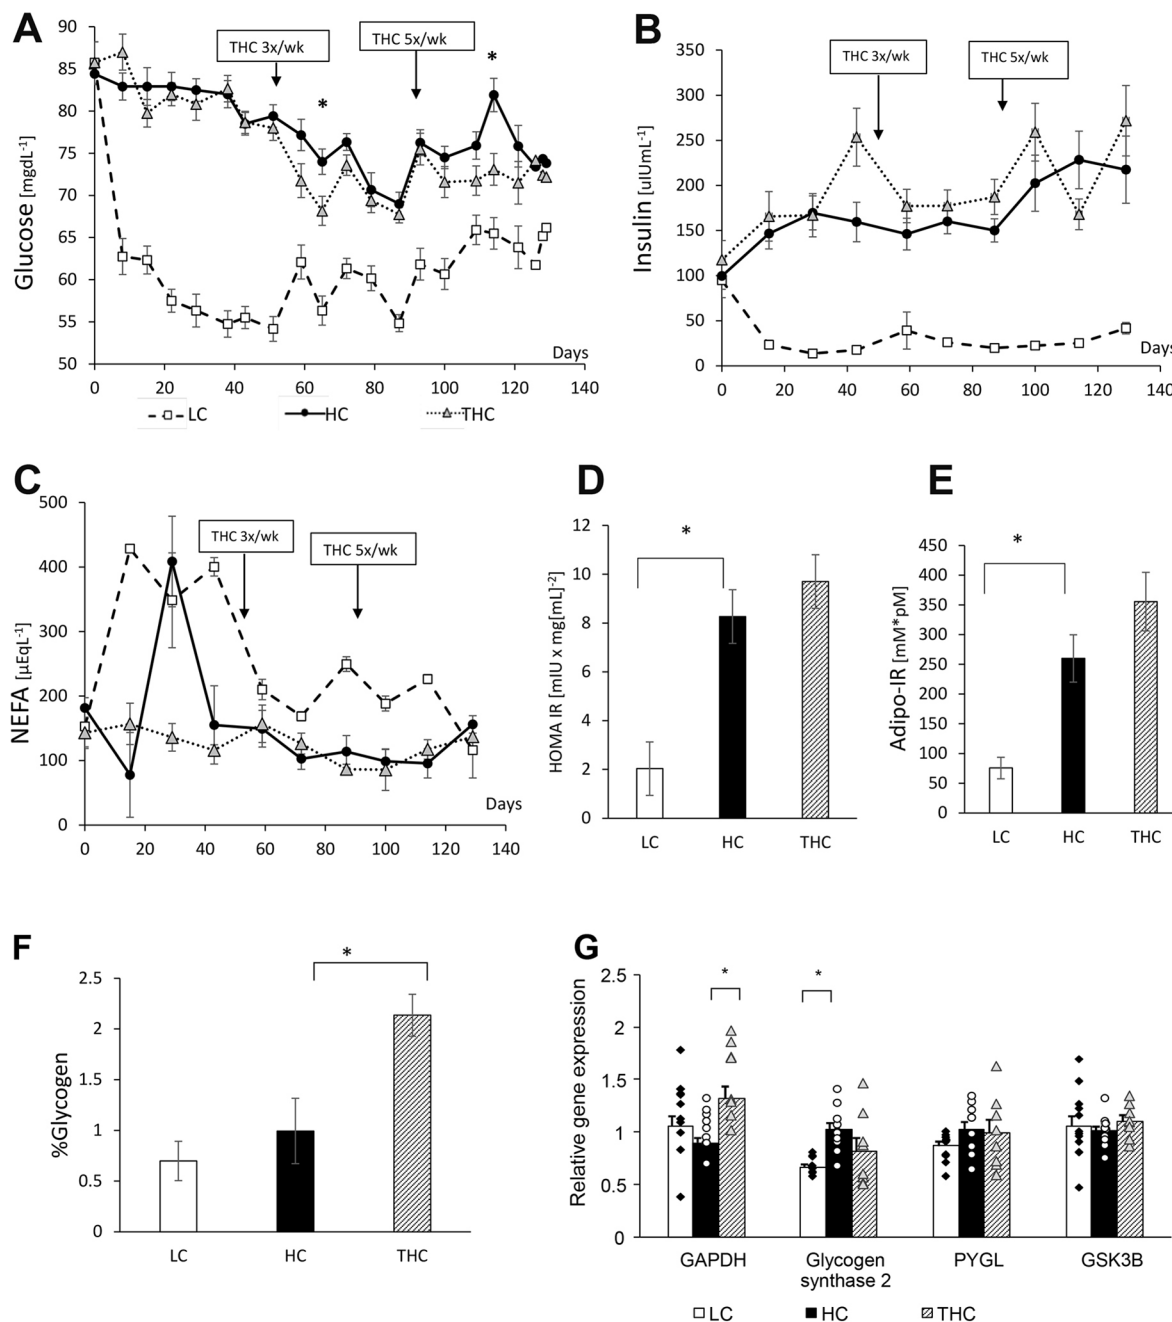 A
90
85
80
75
70
65
60
55
50
Glucose [mgdL-1]
THC 3x/wk
THC 5x/wk
*
*
Days
0
20
40
60
80
100
120
140
LC
HC
THC
B
350
300
250
200
150
100
50
0
Insulin [uIUmL-1]
THC 3x/wk
THC 5x/wk
Days
0
20
40
60
80
100
120
140
C
500
400
300
200
100
0
NEFA [µEqL-1]
THC 3x/wk
THC 5x/wk
Days
0
20
40
60
80
100
120
140
D
12
10
8
6
4
2
0
HOMA IR [mIU x mg[mL]-2]
*
LC
HC
THC
E
450
400
350
300
250
200
150
100
50
0
Adipo-IR [mM*pM]
*
LC
HC
THC
F
2.5
2
1.5
1
0.5
0
%Glycogen
*
LC
HC
THC
G
2.5
2
1.5
1
0.5
0
Relative gene expression
*
*
GAPDH
Glycogen
synthase 2
PYGL
GSK3B
LC
HC
THC